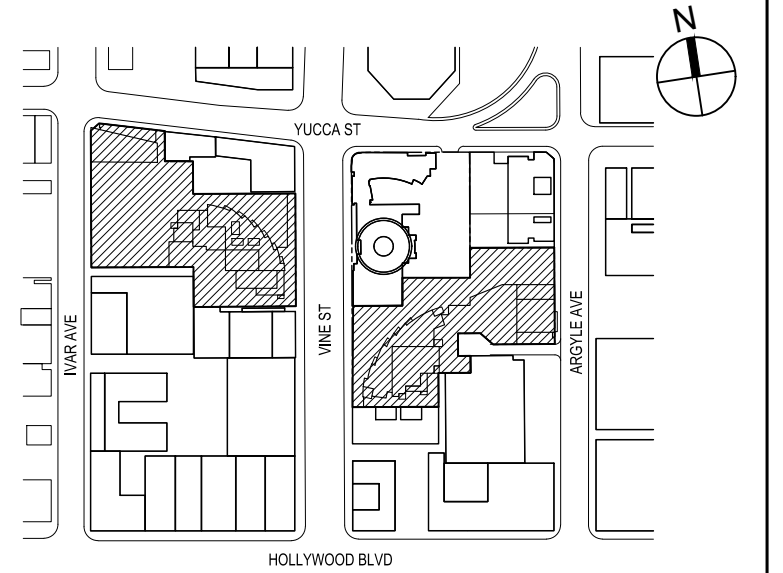 N
YUCCA ST
IVAR AVE
VINE ST
ARGYLE AVE
HOLLYWOOD BLVD